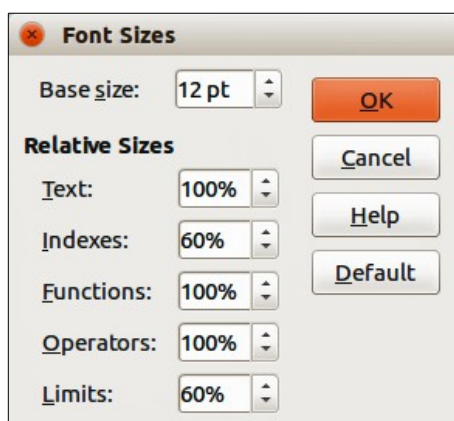 Font Sizes
Base size: 12 pt
OK
Relative Sizes
Cancel
Text: 100%
Help
Indexes: 60%
Default
Functions: 100%
Operators: 100%
Limits: 60%